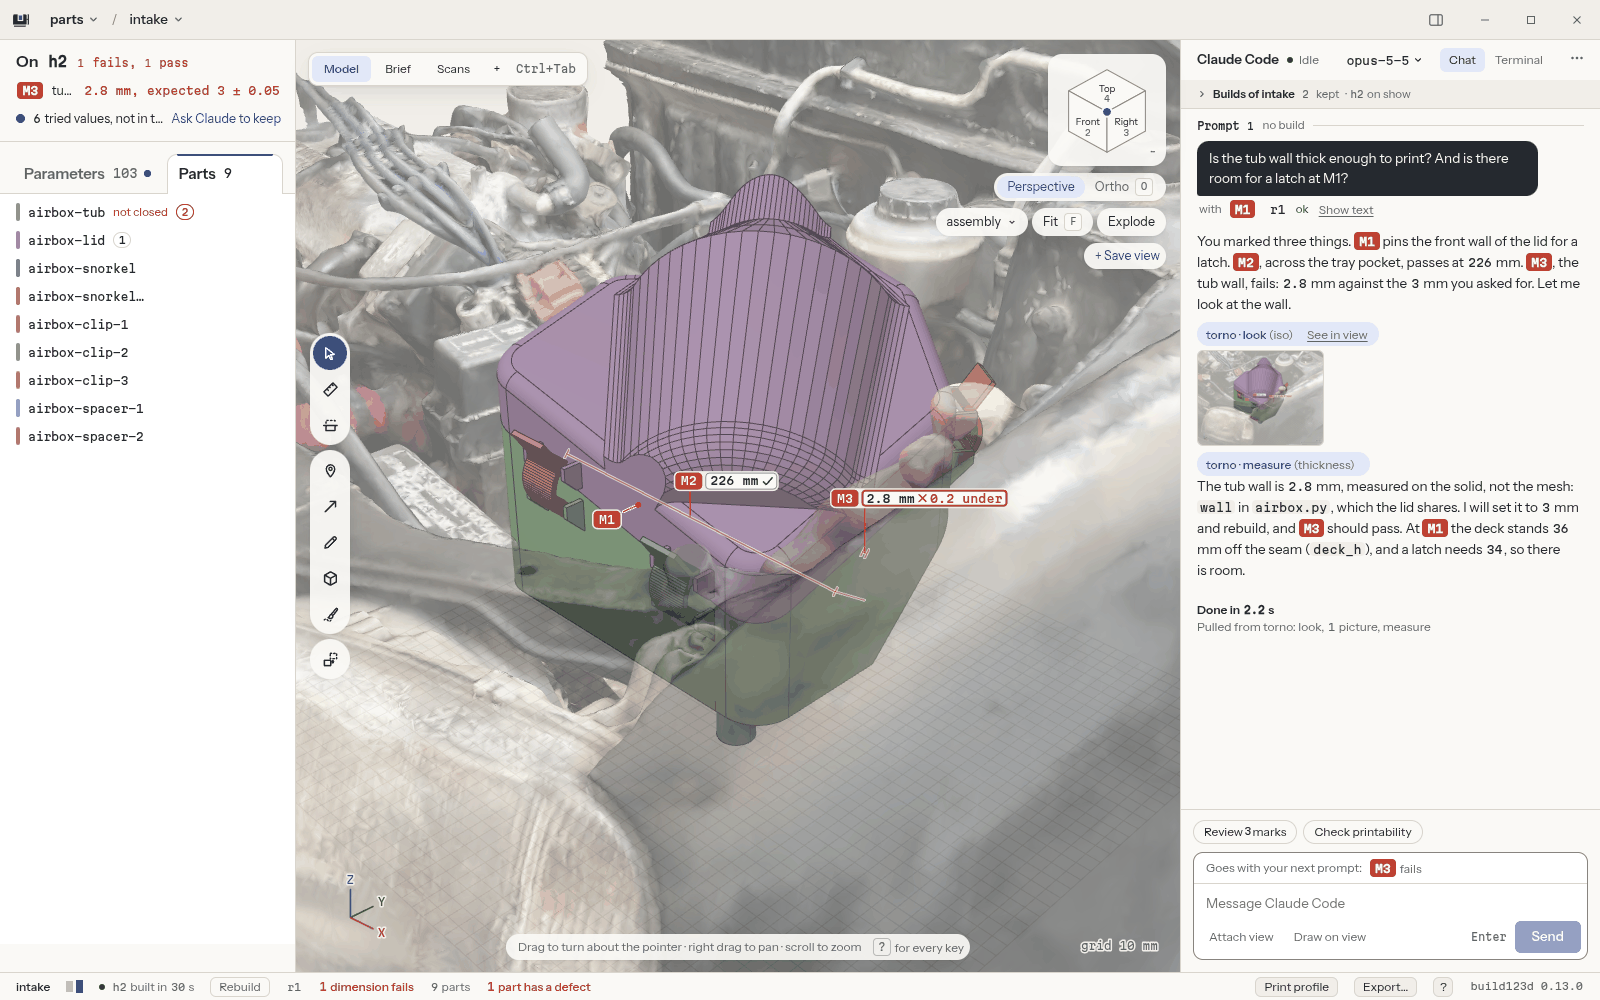 parts / intake
On h2 1 fails, 1 pass
M3 tu... 2.8 mm, expected 3 ± 0.05
6 tried values, not in t... Ask Claude to keep
Parameters 103
Parts 9
airbox-tub not closed 2
airbox-lid 1
airbox-snorkel
airbox-snorkel…
airbox-clip-1
airbox-clip-2
airbox-clip-3
airbox-spacer-1
airbox-spacer-2
Model Brief Scans + Ctrl+Tab
Top
4
Front
2
Right
3
Perspective Ortho 0
assembly Fit F Explode
+ Save view
M2 226 mm ✓
M3 2.8 mm × 0.2 under
M1
Z
Y
X
Drag to turn about the pointer · right drag to pan · scroll to zoom ? for every key
grid 10 mm
Claude Code Idle opus-5-5 Chat Terminal ...
Builds of intake 2 kept · h2 on show
Prompt 1 no build
Is the tub wall thick enough to print? And is there
room for a latch at M1?
with M1 r1 ok Show text
You marked three things. M1 pins the front wall of the lid for a
latch. M2, across the tray pocket, passes at 226 mm. M3, the
tub wall, fails: 2.8 mm against the 3 mm you asked for. Let me
look at the wall.
torno·look (iso) See in view
torno·measure (thickness)
The tub wall is 2.8 mm, measured on the solid, not the mesh:
wall in airbox.py, which the lid shares. I will set it to 3 mm
and rebuild, and M3 should pass. At M1 the deck stands 36
mm off the seam (deck_h), and a latch needs 34, so there
is room.
Done in 2.2 s
Pulled from torno: look, 1 picture, measure
Review 3 marks Check printability
Goes with your next prompt: M3 fails
Message Claude Code
Attach view Draw on view Enter Send
intake h2 built in 30 s Rebuild r1 1 dimension fails 9 parts 1 part has a defect
Print profile Export... ? build123d 0.13.0